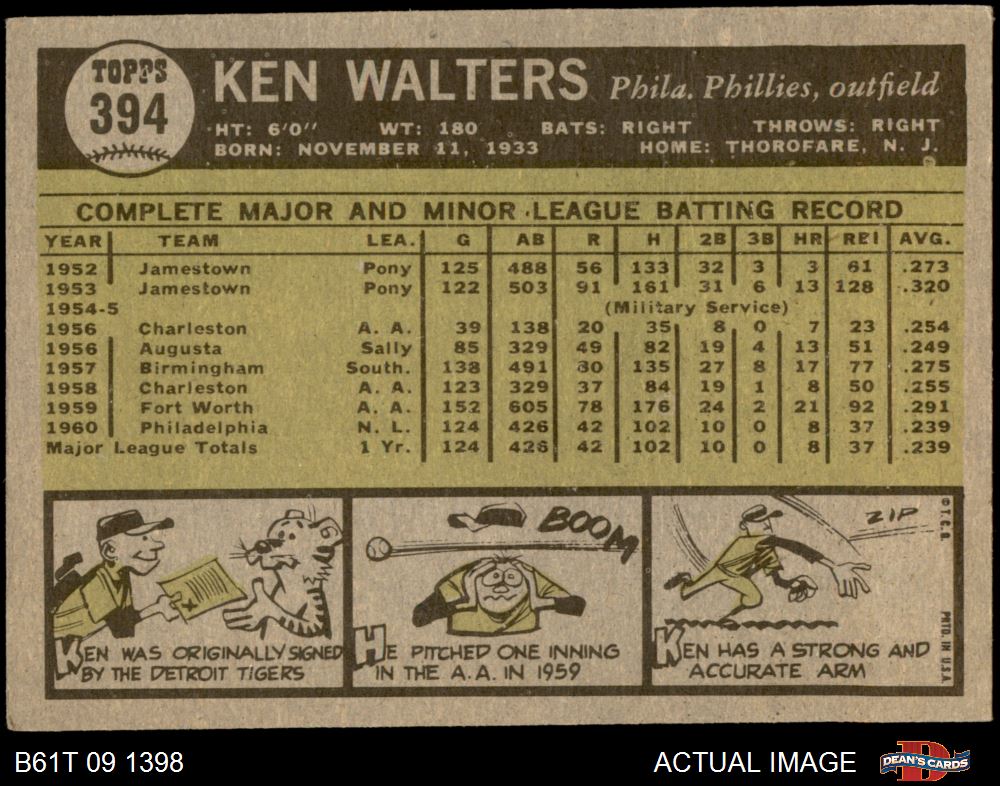 TOPPS
394
KEN WALTERS Phila. Phillies, outfield
HT: 6'0" WT: 180 BATS: RIGHT THROWS: RIGHT
BORN: NOVEMBER 11, 1933 HOME: THOROFARE, N. J.
COMPLETE MAJOR AND MINOR LEAGUE BATTING RECORD
YEAR TEAM LEA. G AB R H 2B 3B HR RBI AVG.
1952 Jamestown Pony 125 488 56 133 32 3 3 61 .273
1953 Jamestown Pony 122 503 91 161 31 6 13 128 .320
1954-5 (Military Service)
1956 Charleston A. A. 39 138 20 35 8 0 7 23 .254
1956 Augusta Sally 85 329 49 82 19 4 13 51 .249
1957 Birmingham South. 138 491 80 135 27 8 17 77 .275
1958 Charleston A. A. 123 329 37 84 19 1 8 50 .255
1959 Fort Worth A. A. 152 605 78 176 24 2 21 92 .291
1960 Philadelphia N. L. 124 426 42 102 10 0 8 37 .239
Major League Totals 1 Yr. 124 426 42 102 10 0 8 37 .239
KEN WAS ORIGINALLY SIGNED
BY THE DETROIT TIGERS
BOOM
HE PITCHED ONE INNING
IN THE A.A. IN 1959
ZIP
KEN HAS A STRONG AND
ACCURATE ARM
© T.C.G.
PRTD. IN U.S.A.
B61T 09 1398 ACTUAL IMAGE
D
DEAN'S CARDS